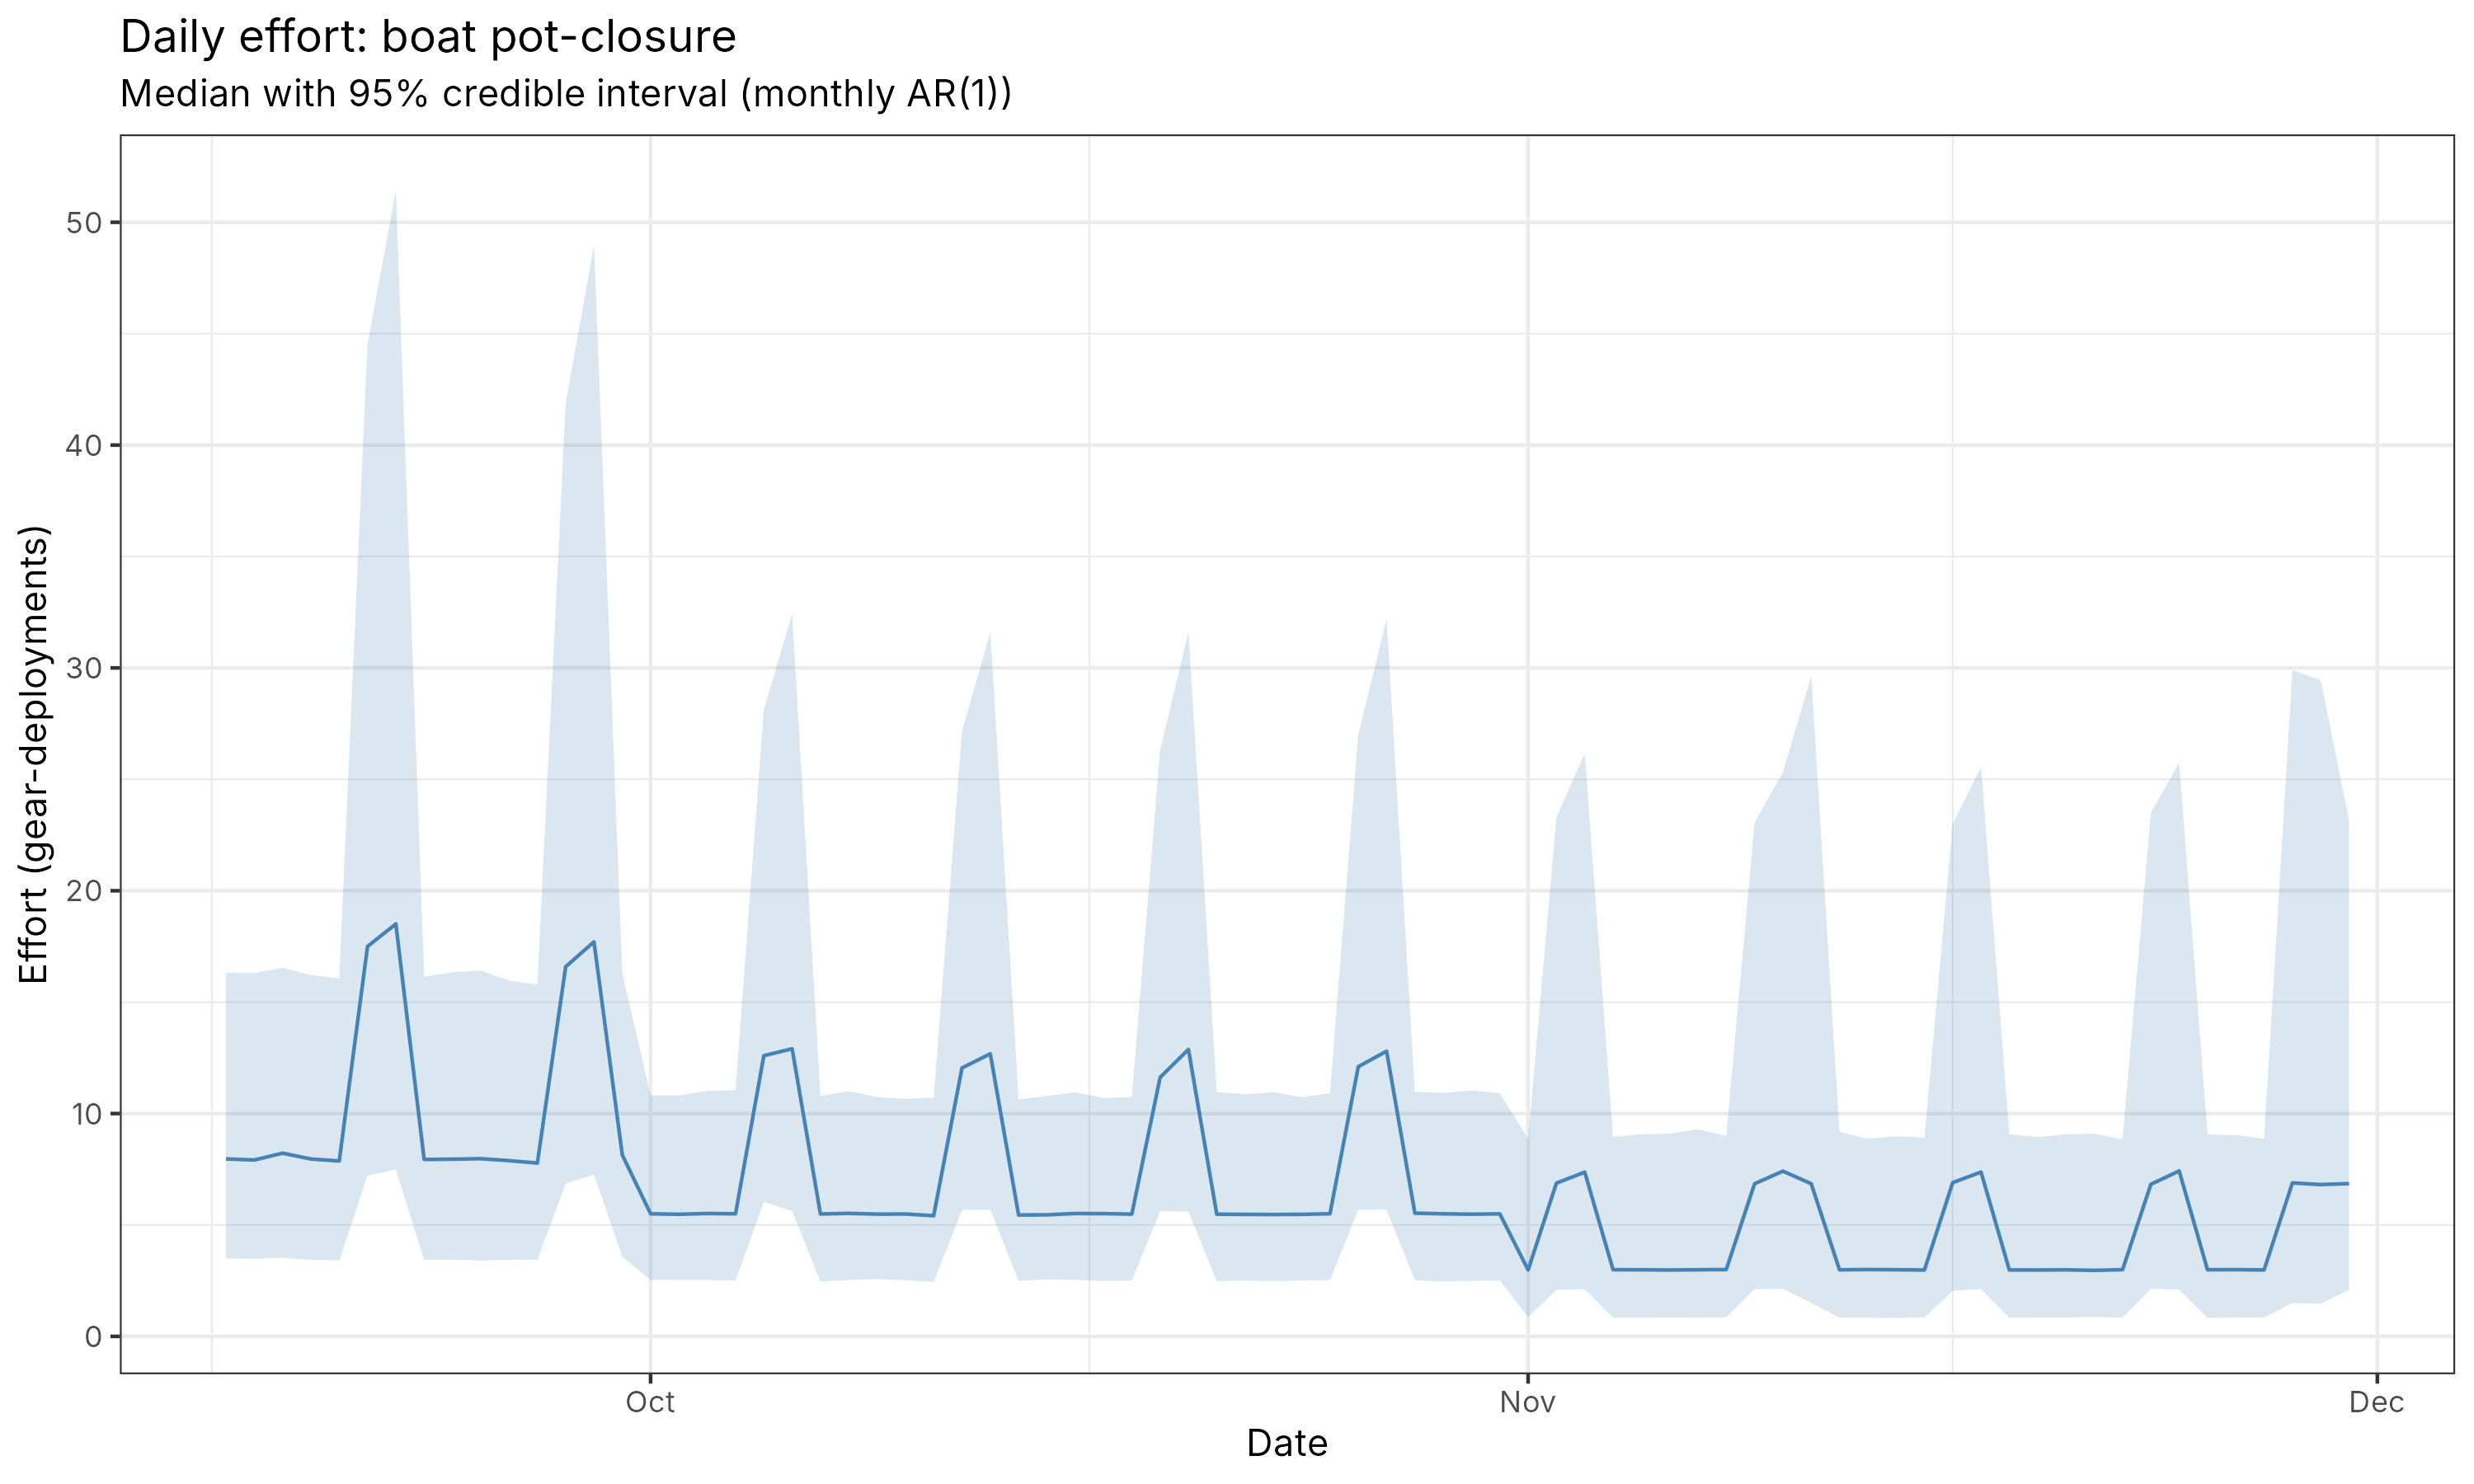 Daily effort: boat pot-closure
Median with 95% credible interval (monthly AR(1))
Effort (gear-deployments)
50
40
30
20
10
0
Oct
Nov
Dec
Date